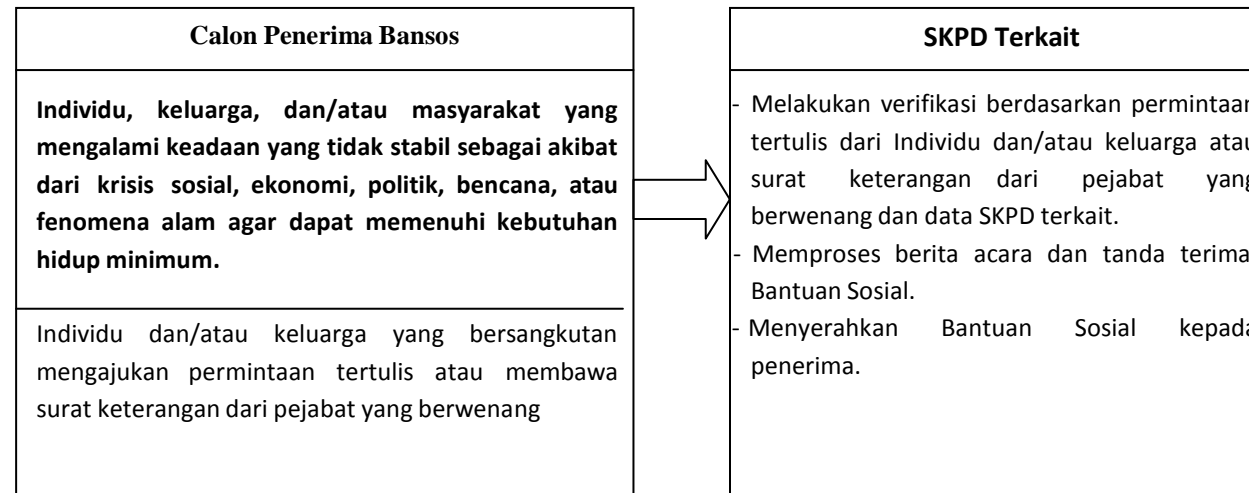 Calon Penerima Bansos
Individu, keluarga, dan/atau masyarakat yang
mengalami keadaan yang tidak stabil sebagai akibat
dari krisis sosial, ekonomi, politik, bencana, atau
fenomena alam agar dapat memenuhi kebutuhan
hidup minimum.
Individu dan/atau keluarga yang bersangkutan
mengajukan permintaan tertulis atau membawa
surat keterangan dari pejabat yang berwenang
SKPD Terkait
- Melakukan verifikasi berdasarkan permintaan
tertulis dari Individu dan/atau keluarga atau
surat keterangan dari pejabat yang
berwenang dan data SKPD terkait.
- Memproses berita acara dan tanda terima
Bantuan Sosial.
- Menyerahkan Bantuan Sosial kepada
penerima.